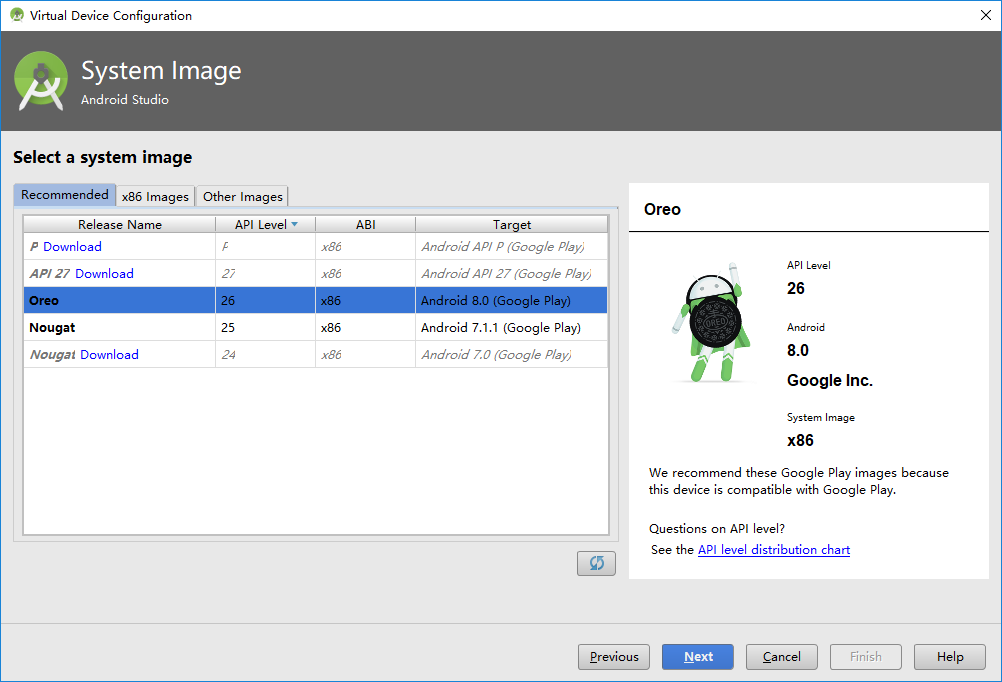 Virtual Device Configuration
System Image
Android Studio
Select a system image
Recommended x86 Images Other Images
Release Name API Level ABI Target
P Download P x86 Android API P (Google Play)
API 27 Download 27 x86 Android API 27 (Google Play)
Oreo 26 x86 Android 8.0 (Google Play)
Nougat 25 x86 Android 7.1.1 (Google Play)
Nougat Download 24 x86 Android 7.0 (Google Play)
Oreo
OREO
API Level
26
Android
8.0
Google Inc.
System Image
x86
We recommend these Google Play images because
this device is compatible with Google Play.
Questions on API level?
See the API level distribution chart
Previous Next Cancel Finish Help